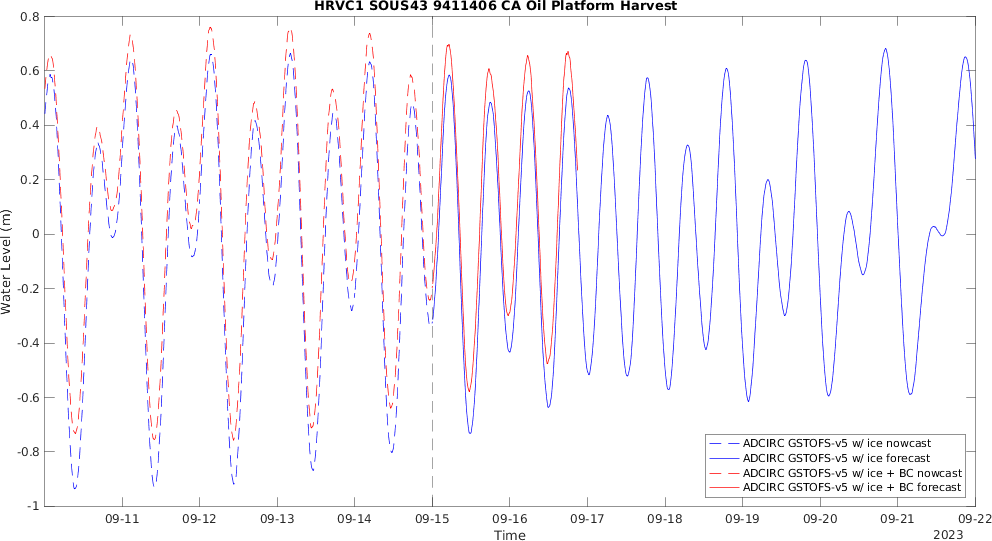 HRVC1 SOUS43 9411406 CA Oil Platform Harvest
0.8
0.6
0.4
0.2
0
-0.2
-0.4
-0.6
-0.8
-1
Water Level (m)
09-11 09-12 09-13 09-14 09-15 09-16 09-17 09-18 09-19 09-20 09-21 09-22
Time
2023
ADCIRC GSTOFS-v5 w/ ice nowcast
ADCIRC GSTOFS-v5 w/ ice forecast
ADCIRC GSTOFS-v5 w/ ice + BC nowcast
ADCIRC GSTOFS-v5 w/ ice + BC forecast